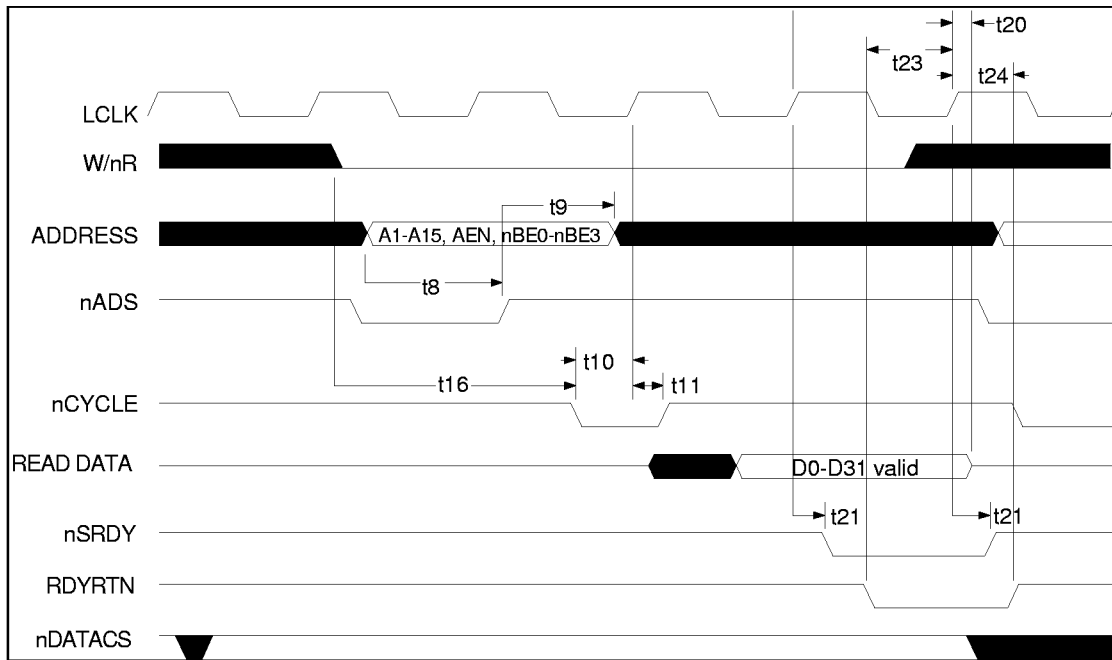 t20
t23
t24
LCLK
W/nR
t9
ADDRESS
A1-A15, AEN, nBE0-nBE3
t8
nADS
t10
t16
t11
nCYCLE
READ DATA
D0-D31 valid
t21
t21
nSRDY
RDYRTN
nDATACS